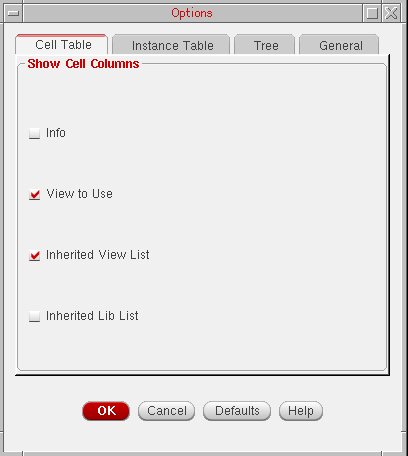 Options
Cell Table Instance Table Tree General
Show Cell Columns
Info
View to Use
Inherited View List
Inherited Lib List
OK Cancel Defaults Help